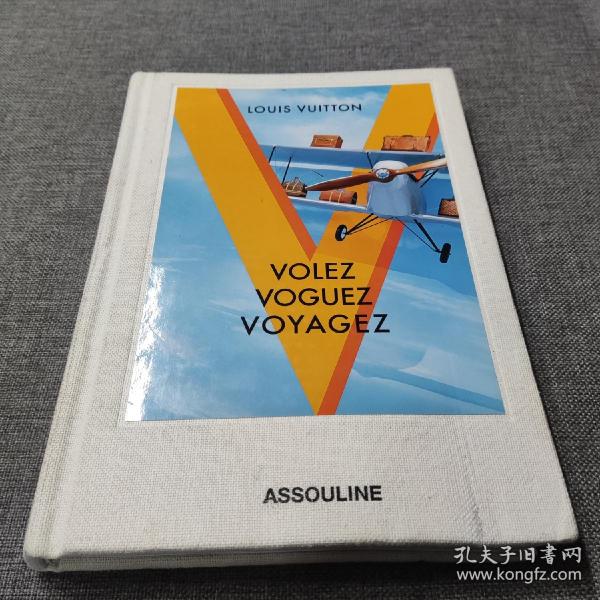 LOUIS VUITTON
VOLEZ
VOGUEZ
VOYAGEZ
ASSOULINE
孔夫子旧书网
www.kongfz.com